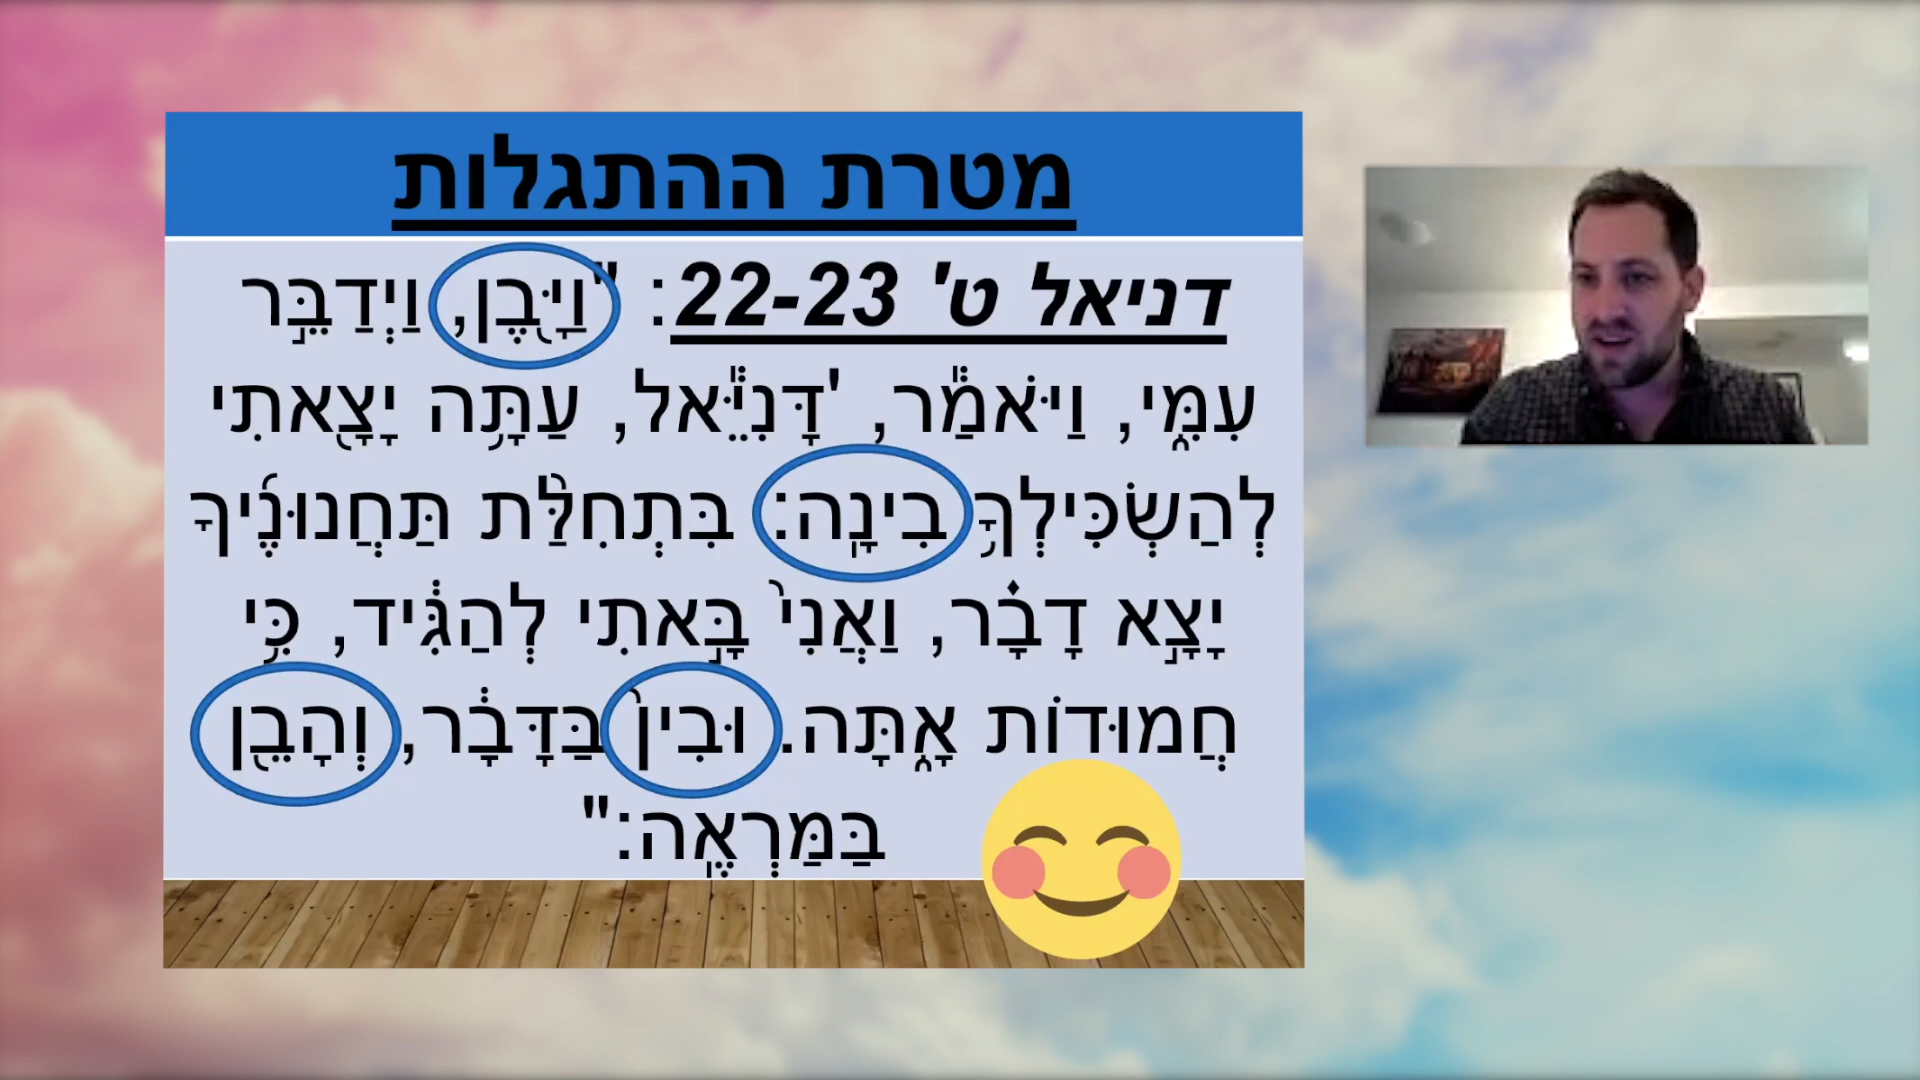 מטרת ההתגלות
דניאל ט' 22-23: "וַיָּ֖בֶן, וַיְדַבֵּ֣ר
עִמִּ֑י, וַיֹּאמַ֕ר, 'דָּנִיֵּ֕אל, עַתָּ֥ה יָצָ֖אתִי
לְהַשְׂכִּילְךָ֥ בִינָֽה: בִּתְחִלַּ֨ת תַּחֲנוּנֶ֜יךָ
יָצָ֣א דָבָ֗ר, וַאֲנִי֙ בָּ֣אתִי לְהַגִּ֔יד, כִּ֥י
חֲמוּד֖וֹת אָ֑תָּה. וּבִין֙ בַּדָּבָ֔ר, וְהָבֵ֖ן
בַּמַּרְאֶֽה:"